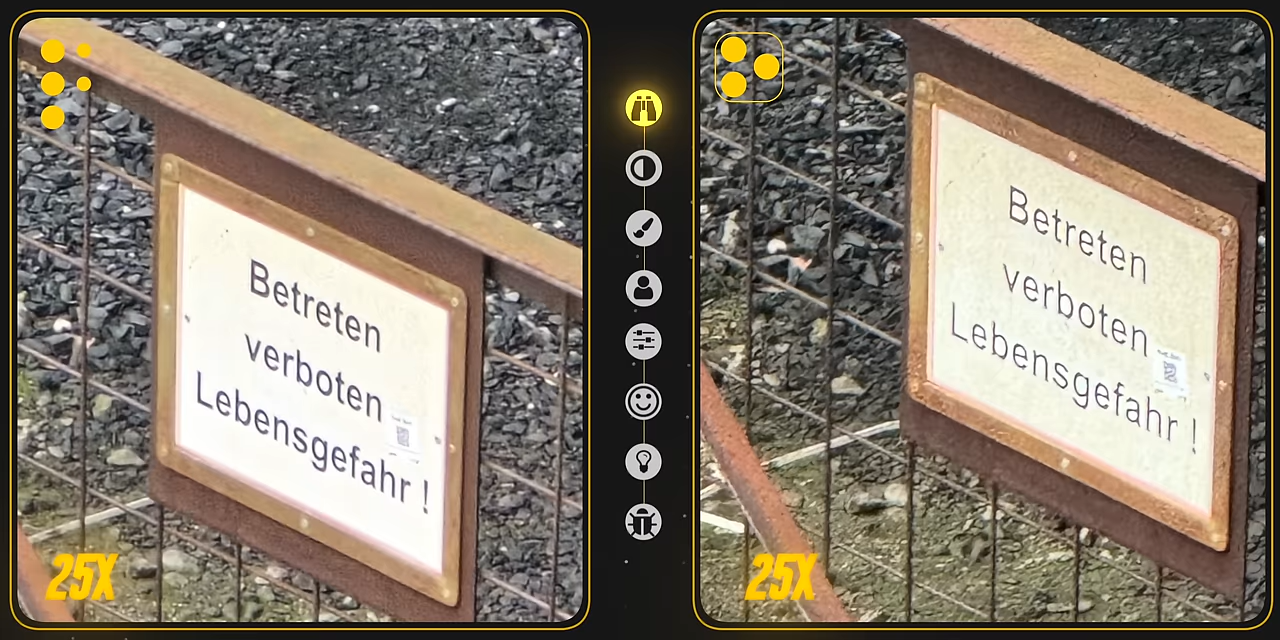 Betreten
verboten
Lebensgefahr !
25X
Betreten
verboten
Lebensgefahr !
25X